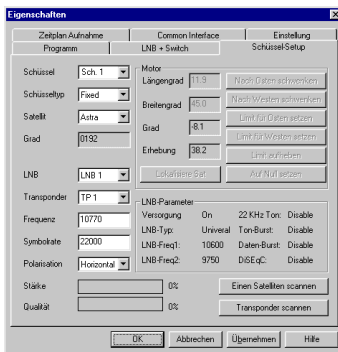 Eigenschaften
Zeitplan Aufnahme Common Interface Einstellung
Programm LNB + Switch Schüssel-Setup
Schüssel Sch. 1
Schüsseltyp Fixed
Satellit Astra
Grad 0192
LNB LNB 1
Transponder TP 1
Frequenz 10770
Symbolrate 22000
Polarisation Horizontal
Motor
Längengrad 11.9
Breitengrad 45.0
Grad -8.1
Erhebung 38.2
Lokalisiere Sat.
Nach Osten schwenken
Nach Westen schwenken
Limit für Osten setzen
Limit für Westen setzen
Limit aufheben
Auf Null setzen
LNB-Parameter
Versorgung On 22 KHz Ton: Disable
LNB-Typ: Univeral Ton-Burst: Disable
LNB-Freq1: 10600 Daten-Burst: Disable
LNB-Freq2: 9750 DiSEqC: Disable
Stärke 0% Einen Satelliten scannen
Qualität 0% Transponder scannen
OK Abbrechen Übernehmen Hilfe